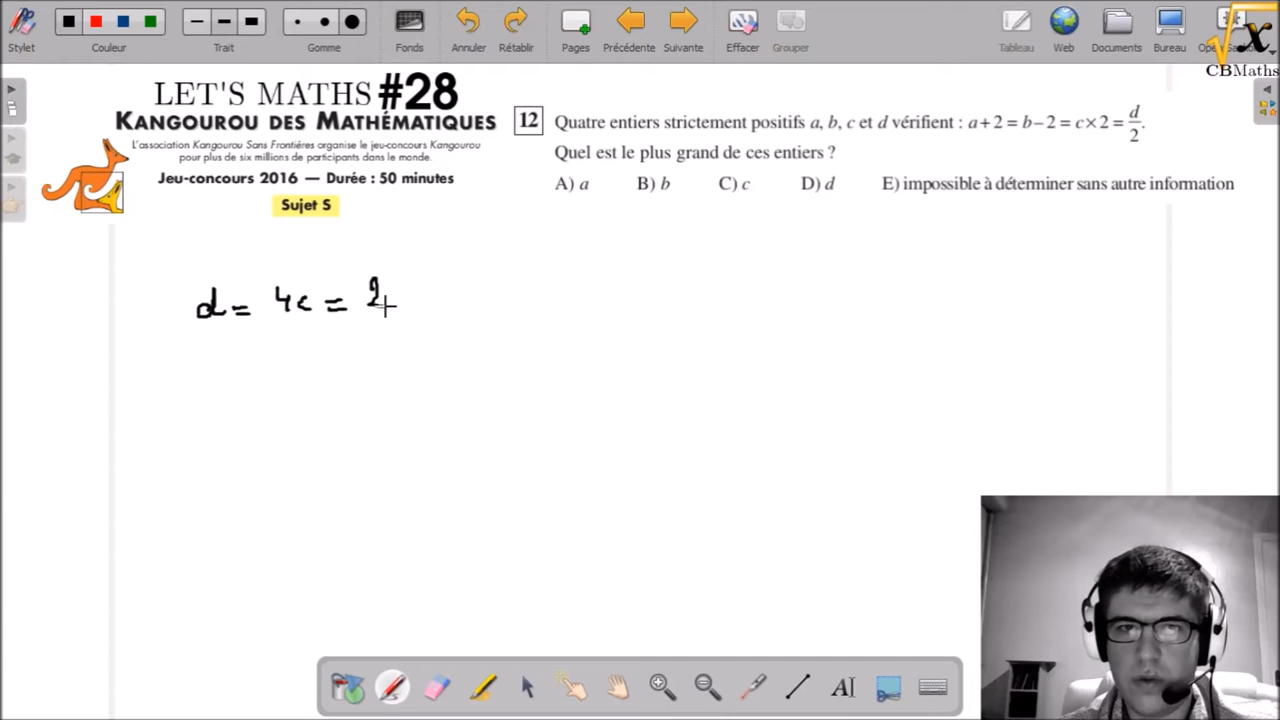 Stylet Couleur Trait Gomme Fonds Annuler Rétablir Pages Précédente Suivante Effacer Grouper Tableau Web Documents Bureau
CBMaths
LET'S MATHS #28
KANGOUROU DES MATHÉMATIQUES
L'association Kangourou Sans Frontières organise le jeu-concours Kangourou
pour plus de six millions de participants dans le monde.
Jeu-concours 2016 — Durée : 50 minutes
Sujet S
12 Quatre entiers strictement positifs a, b, c et d vérifient : a+2 = b−2 = c×2 = d/2.
Quel est le plus grand de ces entiers ?
A) a B) b C) c D) d E) impossible à déterminer sans autre information
d = 4c = 2